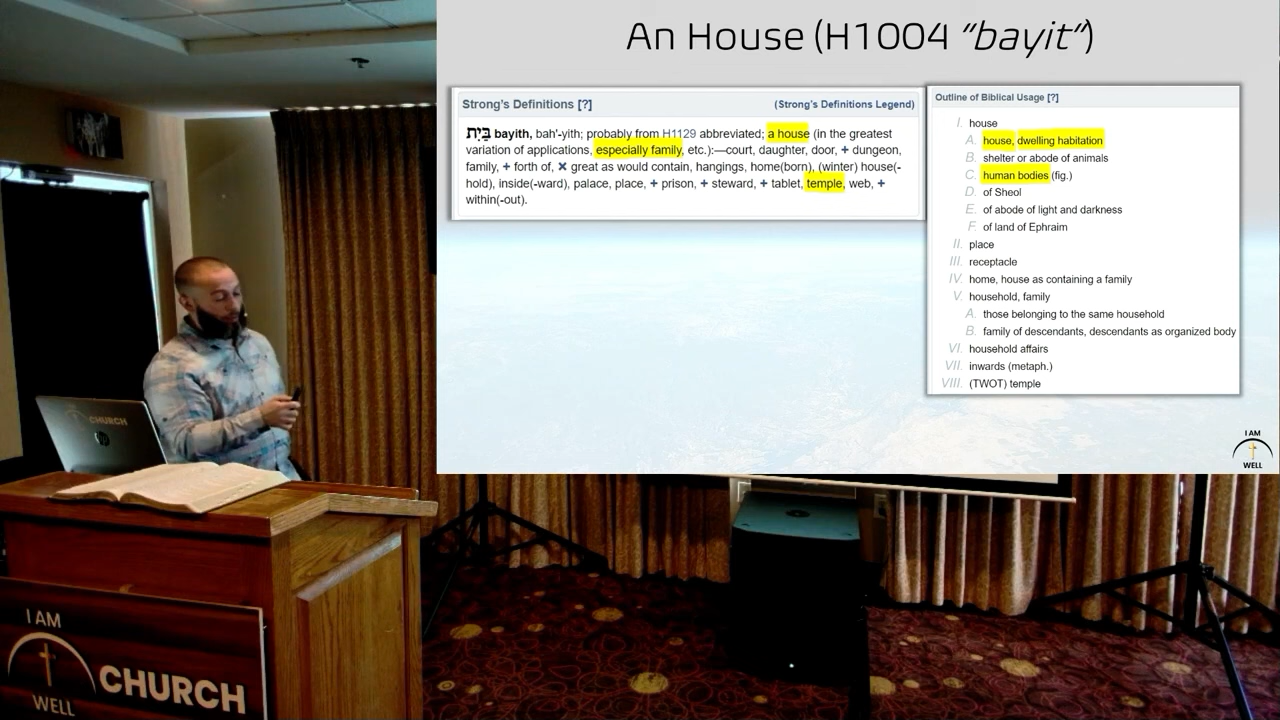 An House (H1004 “bayit”)
Strong's Definitions [?] (Strong's Definitions Legend)
בַּיִת bayith, bah'-yith; probably from H1129 abbreviated; a house (in the greatest
variation of applications, especially family, etc.):—court, daughter, door, + dungeon,
family, + forth of, × great as would contain, hangings, home(born), (winter) house(-
hold), inside(-ward), palace, place, + prison, + steward, + tablet, temple, web, +
within(-out).
Outline of Biblical Usage [?]
I. house
A. house, dwelling habitation
B. shelter or abode of animals
C. human bodies (fig.)
D. of Sheol
E. of abode of light and darkness
F. of land of Ephraim
II. place
III. receptacle
IV. home, house as containing a family
V. household, family
A. those belonging to the same household
B. family of descendants, descendants as organized body
VI. household affairs
VII. inwards (metaph.)
VIII. (TWOT) temple
I AM
WELL
CHURCH
hp
I AM
CHURCH
WELL